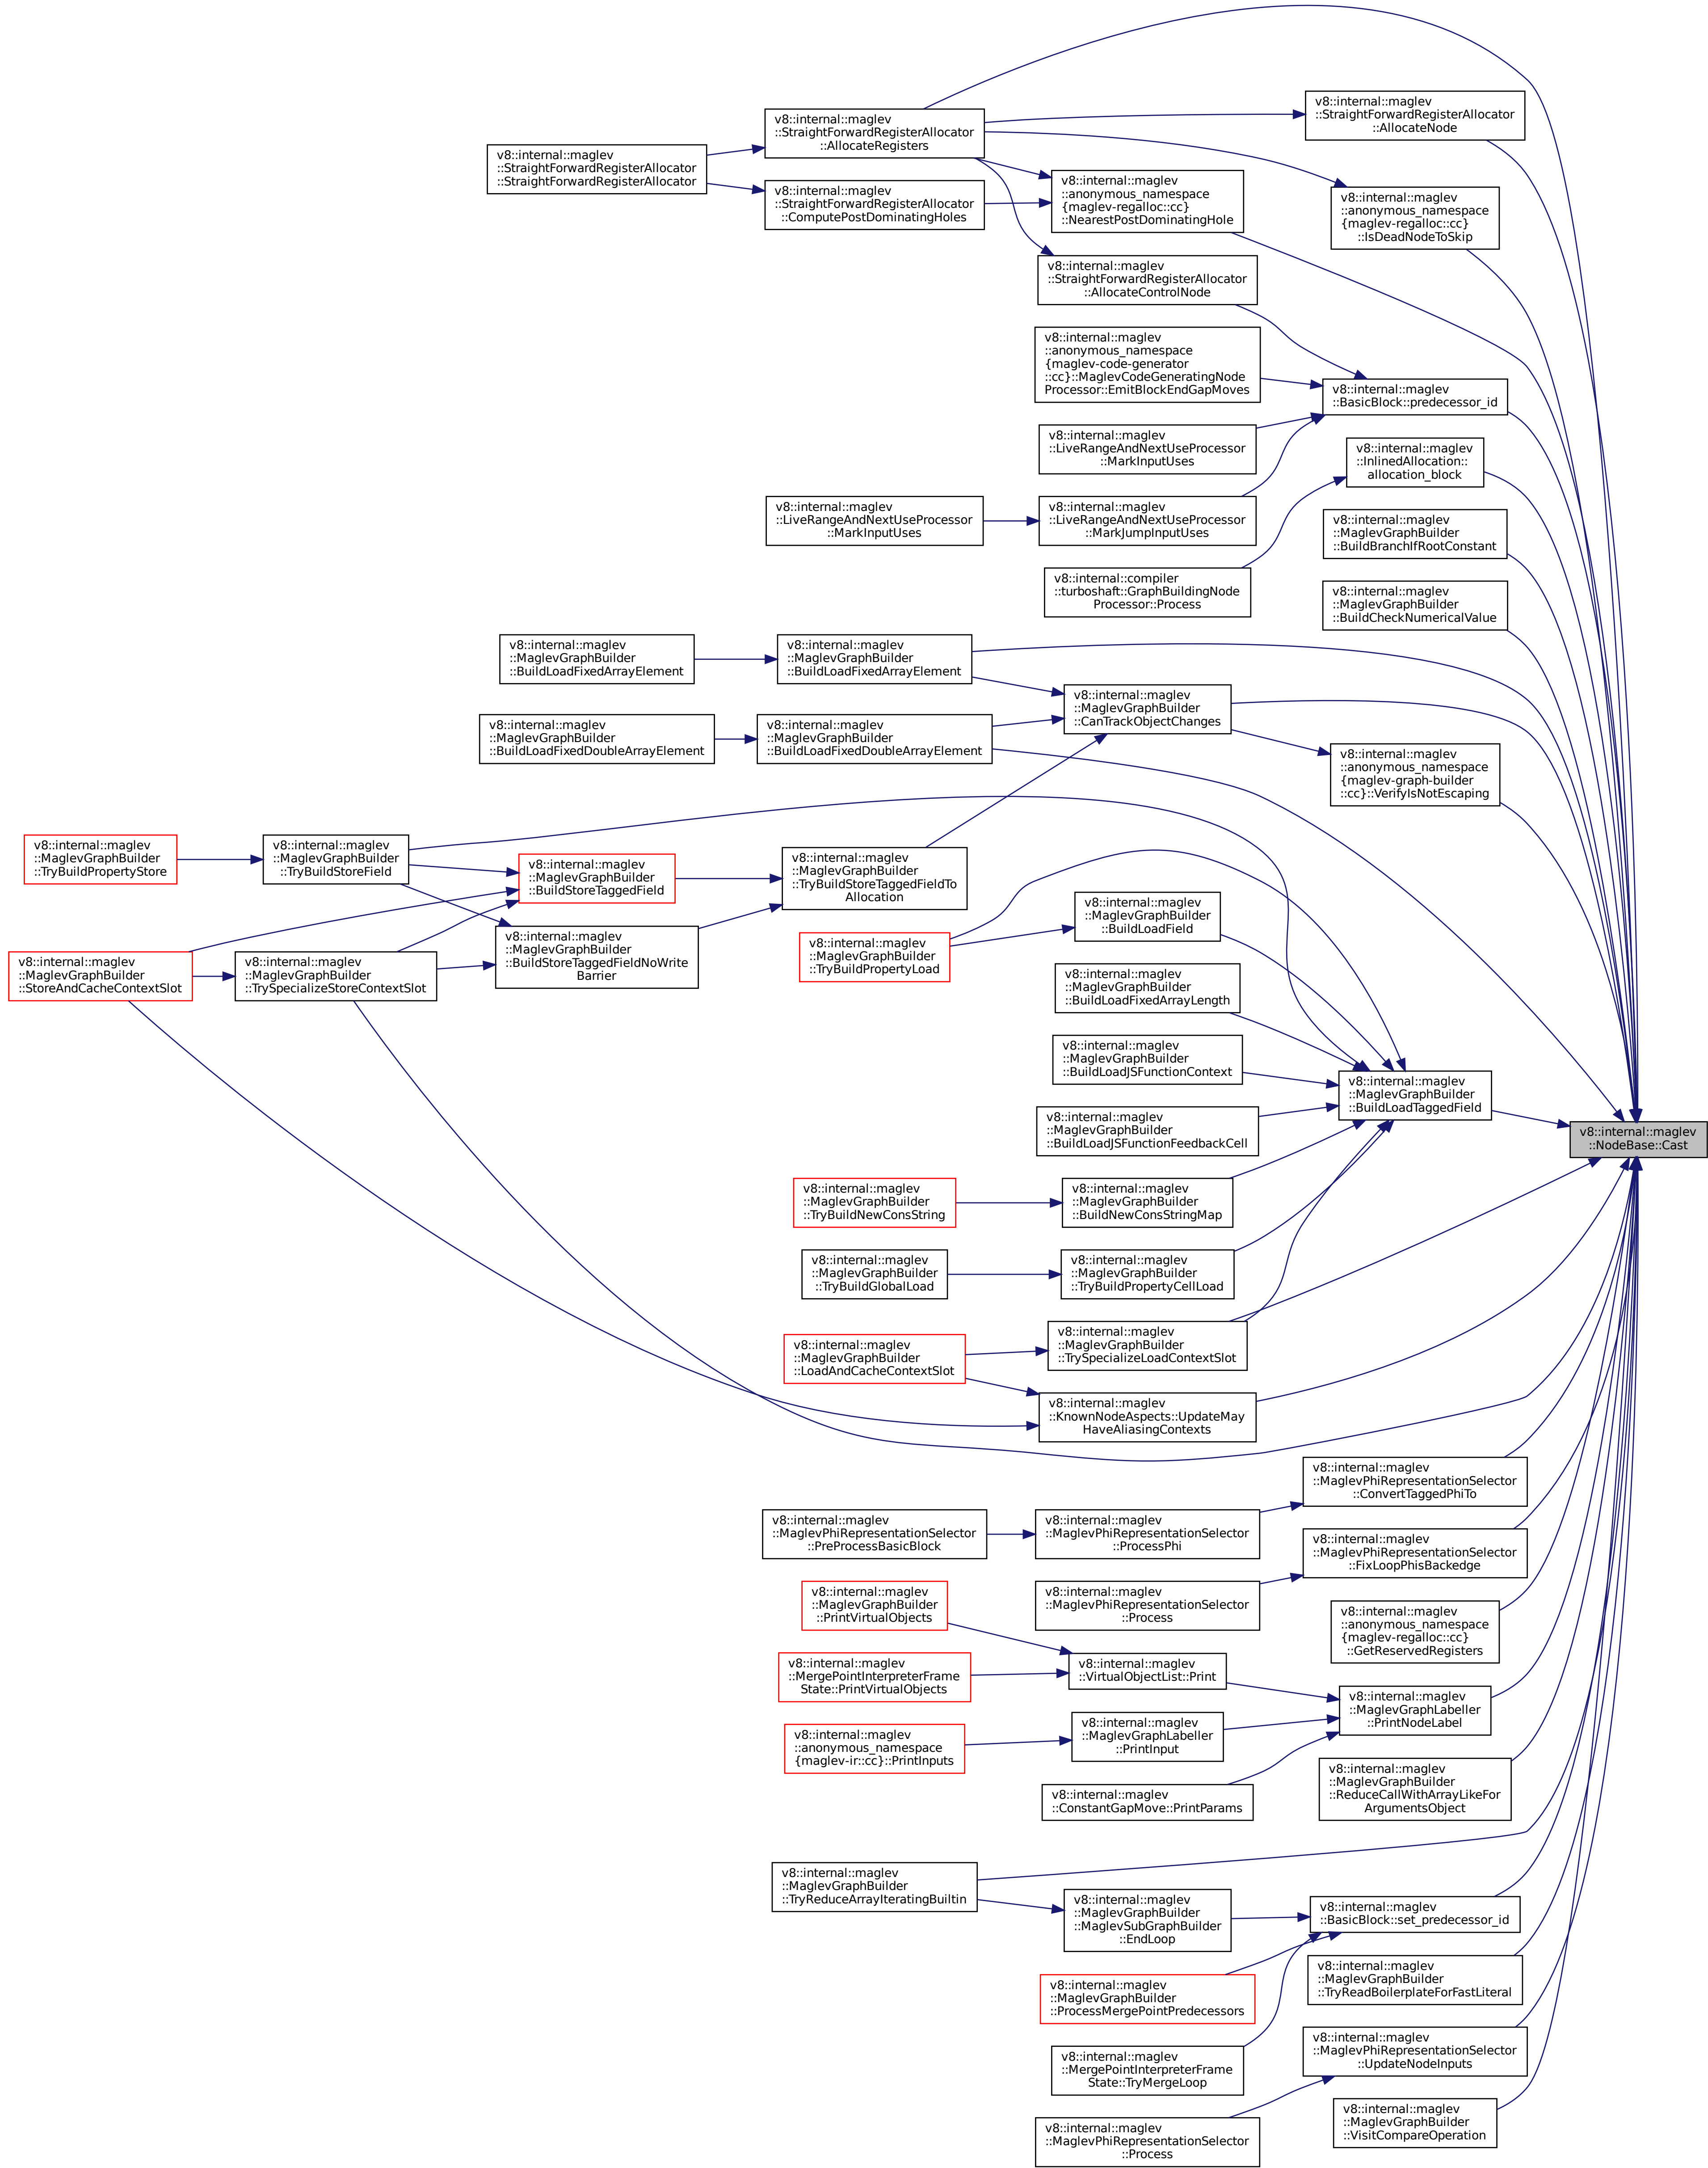 v8::internal::maglev
::StraightForwardRegisterAllocator
::AllocateNode
v8::internal::maglev
::StraightForwardRegisterAllocator
::AllocateRegisters
v8::internal::maglev
::StraightForwardRegisterAllocator
::StraightForwardRegisterAllocator
v8::internal::maglev
::StraightForwardRegisterAllocator
::ComputePostDominatingHoles
v8::internal::maglev
::anonymous_namespace
{maglev-regalloc::cc}
::NearestPostDominatingHole
v8::internal::maglev
::anonymous_namespace
{maglev-regalloc::cc}
::IsDeadNodeToSkip
v8::internal::maglev
::StraightForwardRegisterAllocator
::AllocateControlNode
v8::internal::maglev
::anonymous_namespace
{maglev-code-generator
::cc}::MaglevCodeGeneratingNode
Processor::EmitBlockEndGapMoves
v8::internal::maglev
::BasicBlock::predecessor_id
v8::internal::maglev
::LiveRangeAndNextUseProcessor
::MarkInputUses
v8::internal::maglev
::InlinedAllocation::
allocation_block
v8::internal::maglev
::LiveRangeAndNextUseProcessor
::MarkInputUses
v8::internal::maglev
::LiveRangeAndNextUseProcessor
::MarkJumpInputUses
v8::internal::maglev
::MaglevGraphBuilder
::BuildBranchIfRootConstant
v8::internal::compiler
::turboshaft::GraphBuildingNode
Processor::Process
v8::internal::maglev
::MaglevGraphBuilder
::BuildCheckNumericalValue
v8::internal::maglev
::MaglevGraphBuilder
::BuildLoadFixedArrayElement
v8::internal::maglev
::MaglevGraphBuilder
::BuildLoadFixedArrayElement
v8::internal::maglev
::MaglevGraphBuilder
::CanTrackObjectChanges
v8::internal::maglev
::MaglevGraphBuilder
::BuildLoadFixedDoubleArrayElement
v8::internal::maglev
::MaglevGraphBuilder
::BuildLoadFixedDoubleArrayElement
v8::internal::maglev
::anonymous_namespace
{maglev-graph-builder
::cc}::VerifyIsNotEscaping
v8::internal::maglev
::MaglevGraphBuilder
::TryBuildPropertyStore
v8::internal::maglev
::MaglevGraphBuilder
::TryBuildStoreField
v8::internal::maglev
::MaglevGraphBuilder
::BuildStoreTaggedField
v8::internal::maglev
::MaglevGraphBuilder
::TryBuildStoreTaggedFieldTo
Allocation
v8::internal::maglev
::MaglevGraphBuilder
::BuildLoadField
v8::internal::maglev
::MaglevGraphBuilder
::BuildStoreTaggedFieldNoWrite
Barrier
v8::internal::maglev
::MaglevGraphBuilder
::TryBuildPropertyLoad
v8::internal::maglev
::MaglevGraphBuilder
::StoreAndCacheContextSlot
v8::internal::maglev
::MaglevGraphBuilder
::TrySpecializeStoreContextSlot
v8::internal::maglev
::MaglevGraphBuilder
::BuildLoadFixedArrayLength
v8::internal::maglev
::MaglevGraphBuilder
::BuildLoadJSFunctionContext
v8::internal::maglev
::MaglevGraphBuilder
::BuildLoadTaggedField
v8::internal::maglev
::MaglevGraphBuilder
::BuildLoadJSFunctionFeedbackCell
v8::internal::maglev
::NodeBase::Cast
v8::internal::maglev
::MaglevGraphBuilder
::TryBuildNewConsString
v8::internal::maglev
::MaglevGraphBuilder
::BuildNewConsStringMap
v8::internal::maglev
::MaglevGraphBuilder
::TryBuildGlobalLoad
v8::internal::maglev
::MaglevGraphBuilder
::TryBuildPropertyCellLoad
v8::internal::maglev
::MaglevGraphBuilder
::LoadAndCacheContextSlot
v8::internal::maglev
::MaglevGraphBuilder
::TrySpecializeLoadContextSlot
v8::internal::maglev
::KnownNodeAspects::UpdateMay
HaveAliasingContexts
v8::internal::maglev
::MaglevPhiRepresentationSelector
::ConvertTaggedPhiTo
v8::internal::maglev
::MaglevPhiRepresentationSelector
::PreProcessBasicBlock
v8::internal::maglev
::MaglevPhiRepresentationSelector
::ProcessPhi
v8::internal::maglev
::MaglevPhiRepresentationSelector
::FixLoopPhisBackedge
v8::internal::maglev
::MaglevGraphBuilder
::PrintVirtualObjects
v8::internal::maglev
::MaglevPhiRepresentationSelector
::Process
v8::internal::maglev
::anonymous_namespace
{maglev-regalloc::cc}
::GetReservedRegisters
v8::internal::maglev
::MergePointInterpreterFrame
State::PrintVirtualObjects
v8::internal::maglev
::VirtualObjectList::Print
v8::internal::maglev
::MaglevGraphLabeller
::PrintNodeLabel
v8::internal::maglev
::anonymous_namespace
{maglev-ir::cc}::PrintInputs
v8::internal::maglev
::MaglevGraphLabeller
::PrintInput
v8::internal::maglev
::ConstantGapMove::PrintParams
v8::internal::maglev
::MaglevGraphBuilder
::ReduceCallWithArrayLikeFor
ArgumentsObject
v8::internal::maglev
::MaglevGraphBuilder
::TryReduceArrayIteratingBuiltin
v8::internal::maglev
::MaglevGraphBuilder
::MaglevSubGraphBuilder
::EndLoop
v8::internal::maglev
::BasicBlock::set_predecessor_id
v8::internal::maglev
::MaglevGraphBuilder
::ProcessMergePointPredecessors
v8::internal::maglev
::MaglevGraphBuilder
::TryReadBoilerplateForFastLiteral
v8::internal::maglev
::MergePointInterpreterFrame
State::TryMergeLoop
v8::internal::maglev
::MaglevPhiRepresentationSelector
::UpdateNodeInputs
v8::internal::maglev
::MaglevPhiRepresentationSelector
::Process
v8::internal::maglev
::MaglevGraphBuilder
::VisitCompareOperation